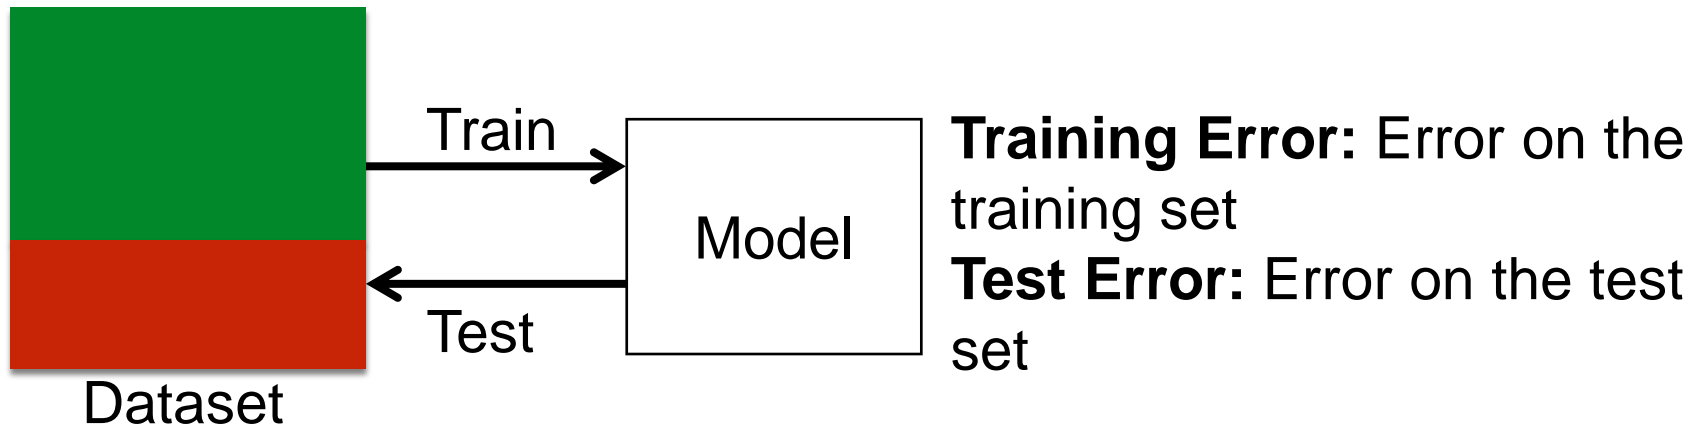 Train
Model
Test
Dataset
Training Error: Error on the
training set
Test Error: Error on the test
set